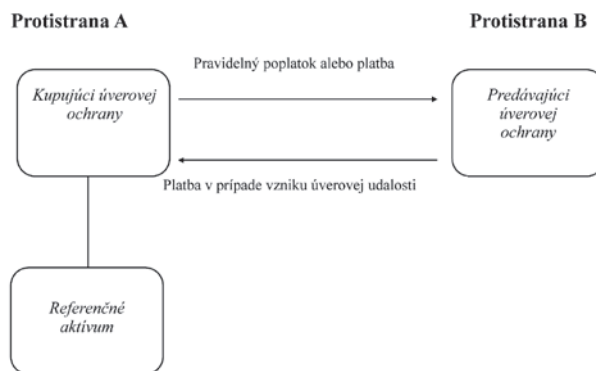 Protistrana A
Protistrana B
Pravidelný poplatok alebo platba
Kupujúci úverovej
ochrany
Predávajúci
úverovej
ochrany
Platba v prípade vzniku úverovej udalosti
Referenčné
aktívum